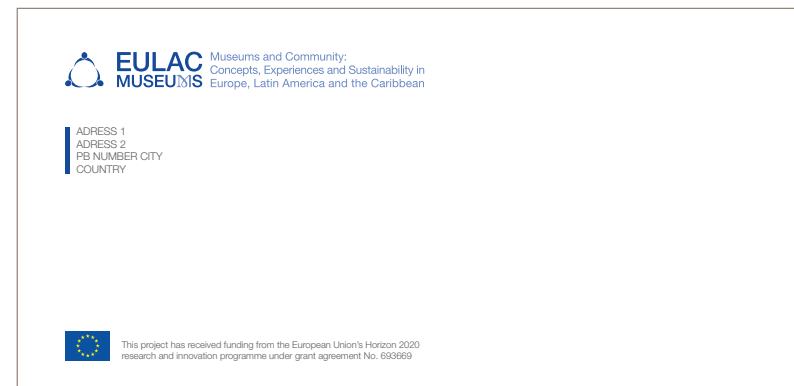 EULAC
MUSEUMS
Museums and Community:
Concepts, Experiences and Sustainability in
Europe, Latin America and the Caribbean
ADRESS 1
ADRESS 2
PB NUMBER CITY
COUNTRY
This project has received funding from the European Union's Horizon 2020
research and innovation programme under grant agreement No. 693669